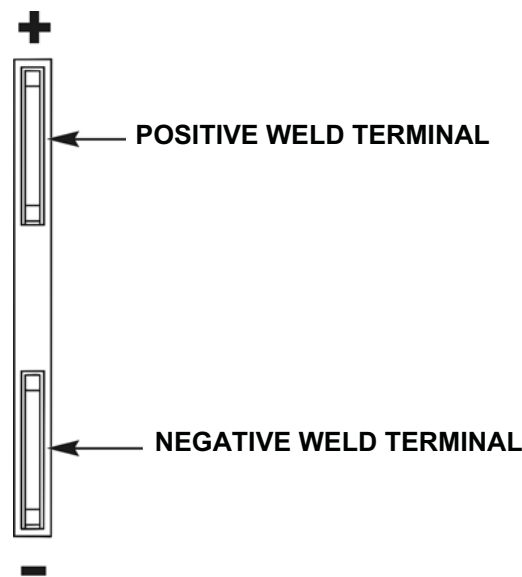 +
POSITIVE WELD TERMINAL
NEGATIVE WELD TERMINAL
-